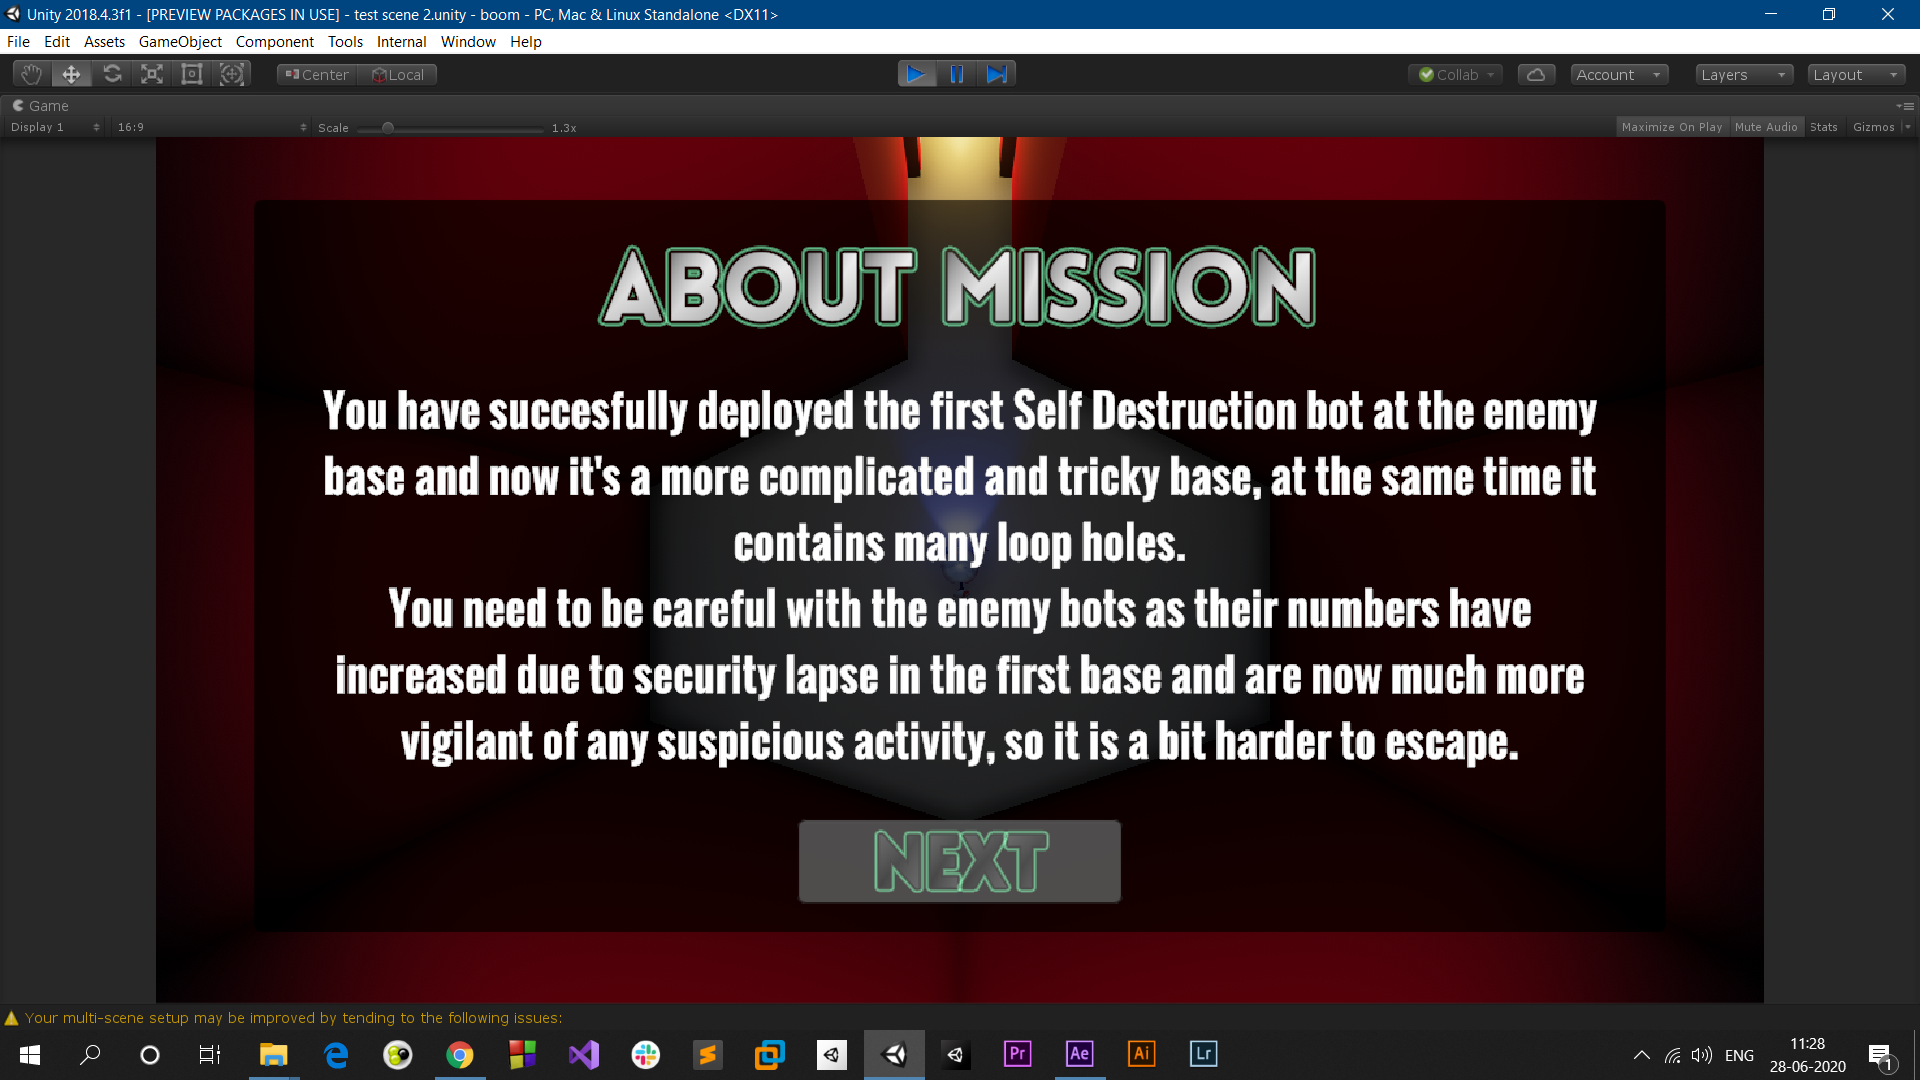 Unity 2018.4.3f1 - [PREVIEW PACKAGES IN USE] - test scene 2.unity - boom - PC, Mac & Linux Standalone <DX11>
File Edit Assets GameObject Component Tools Internal Window Help
Center Local Collab Account Layers Layout
Game
Display 1 16:9 Scale 1.3x Maximize On Play Mute Audio Stats Gizmos
ABOUT MISSION
You have succesfully deployed the first Self Destruction bot at the enemy
base and now it's a more complicated and tricky base, at the same time it
contains many loop holes.
You need to be careful with the enemy bots as their numbers have
increased due to security lapse in the first base and are now much more
vigilant of any suspicious activity, so it is a bit harder to escape.
NEXT
Your multi-scene setup may be improved by tending to the following issues:
Pr Ae Ai Lr ENG 11:28
28-06-2020 1